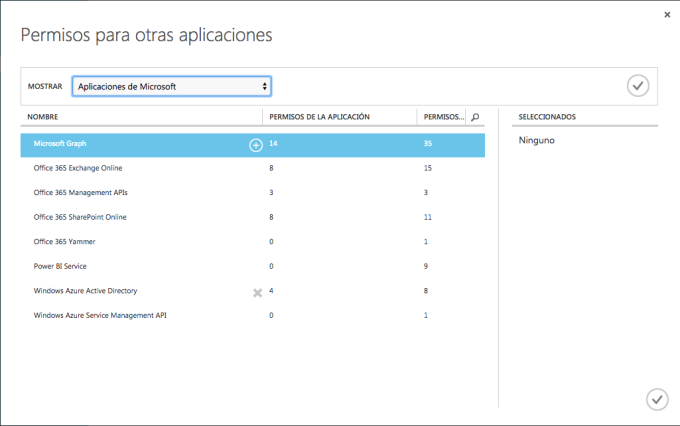 Permisos para otras aplicaciones
MOSTRAR Aplicaciones de Microsoft
NOMBRE PERMISOS DE LA APLICACIÓN PERMISOS... SELECCIONADOS
Microsoft Graph 14 35 Ninguno
Office 365 Exchange Online 8 15
Office 365 Management APIs 3 3
Office 365 SharePoint Online 8 11
Office 365 Yammer 0 1
Power BI Service 0 9
Windows Azure Active Directory 4 8
Windows Azure Service Management API 0 1